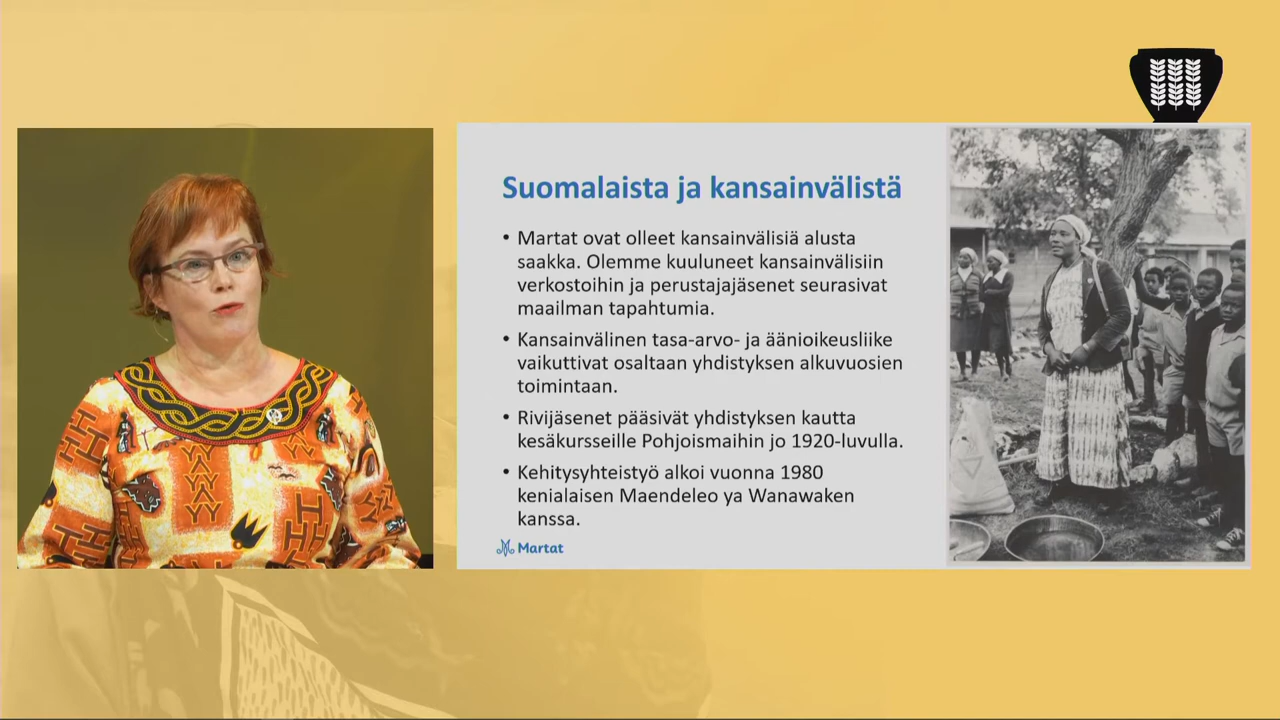 Suomalaista ja kansainvälistä
• Martat ovat olleet kansainvälisiä alusta
saakka. Olemme kuuluneet kansainvälisiin
verkostoihin ja perustajajäsenet seurasivat
maailman tapahtumia.
• Kansainvälinen tasa-arvo- ja äänioikeusliike
vaikuttivat osaltaan yhdistyksen alkuvuosien
toimintaan.
• Rivijäsenet pääsivät yhdistyksen kautta
kesäkursseille Pohjoismaihin jo 1920-luvulla.
• Kehitysyhteistyö alkoi vuonna 1980
kenialaisen Maendeleo ya Wanawaken
kanssa.
Martat